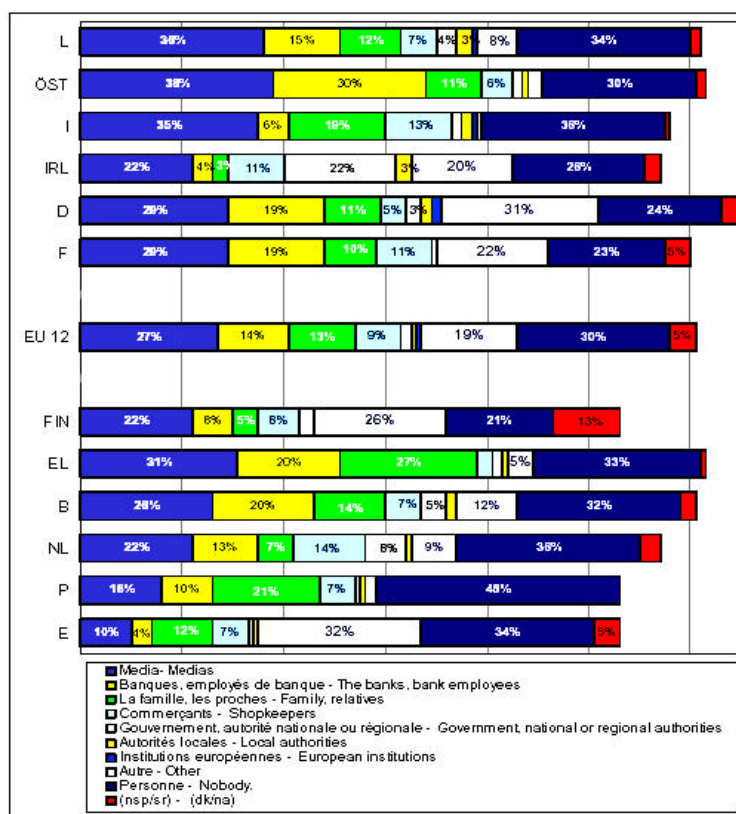 L 36% 15% 12% 7% 4% 3% 8% 34%
ÖST 38% 30% 11% 6% 30%
I 35% 6% 19% 13% 36%
IRL 22% 4% 3% 11% 22% 3% 20% 26%
D 29% 19% 11% 5% 3% 31% 24%
F 29% 19% 10% 11% 22% 23% 5%
EU 12 27% 14% 13% 9% 19% 30% 5%
FIN 22% 8% 5% 8% 26% 21% 13%
EL 31% 20% 27% 5% 33%
B 26% 20% 14% 7% 5% 12% 32%
NL 22% 13% 7% 14% 8% 9% 36%
P 16% 10% 21% 7% 48%
E 10% 4% 12% 7% 32% 34% 5%
Media- Medias
Banques, employés de banque - The banks, bank employees
La famille, les proches - Family, relatives
Commerçants - Shopkeepers
Gouvernement, autorité nationale ou régionale - Government, national or regional authorities
Autorités locales - Local authorities
Institutions européennes - European institutions
Autre - Other
Personne - Nobody.
(nsp/sr) - (dk/na)